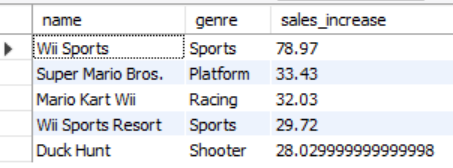 name genre sales_increase
Wii Sports Sports 78.97
Super Mario Bros. Platform 33.43
Mario Kart Wii Racing 32.03
Wii Sports Resort Sports 29.72
Duck Hunt Shooter 28.029999999999998